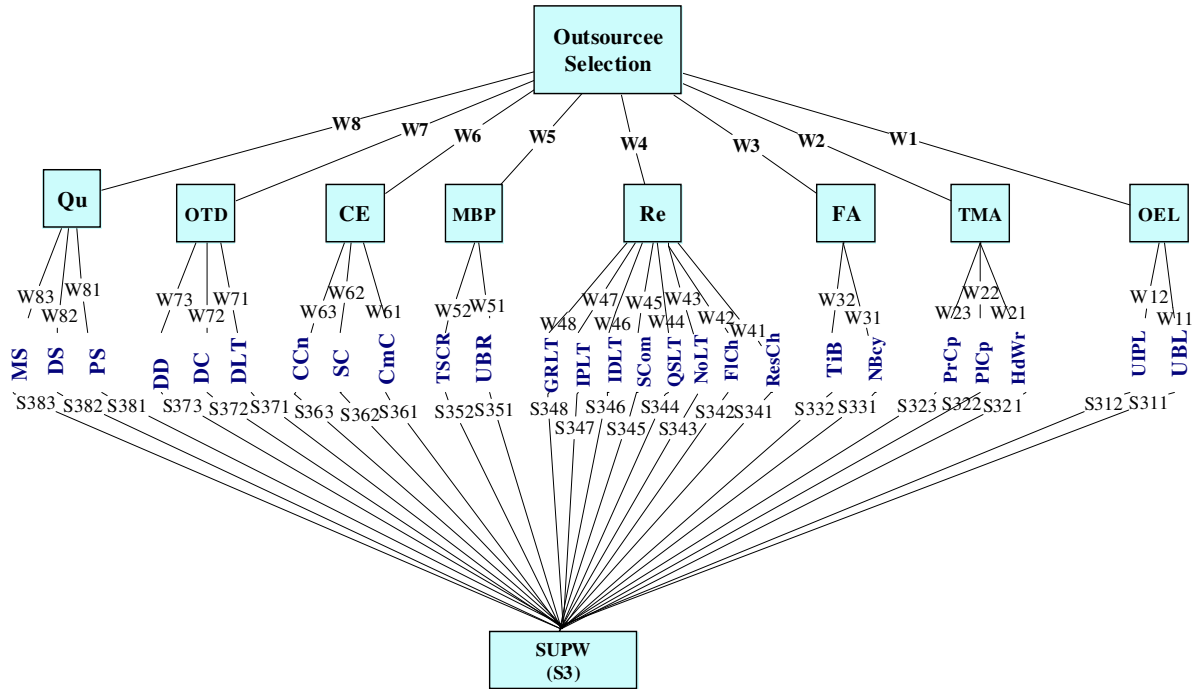 Outsourcee
Selection
W8
W7
W6
W5
W4
W3
W2
W1
Qu
OTD
CE
MBP
Re
FA
TMA
OEL
W83
W82
W81
W73
W72
W71
W63
W62
W61
W52
W51
W48
W47
W46
W45
W44
W43
W42
W41
W32
W31
W23
W22
W21
W12
W11
MS
DS
PS
DD
DC
DLT
CCn
SC
CmC
TSCR
UBR
GRLT
IPLT
IDLT
SCom
QSLT
NoLT
FlCh
ResCh
TiB
NBcy
PrCp
PlCp
HdWr
UIPL
UBL
S383
S382
S381
S373
S372
S371
S363
S362
S361
S352
S351
S348
S347
S346
S345
S344
S343
S342
S341
S332
S331
S323
S322
S321
S312
S311
SUPW
(S3)